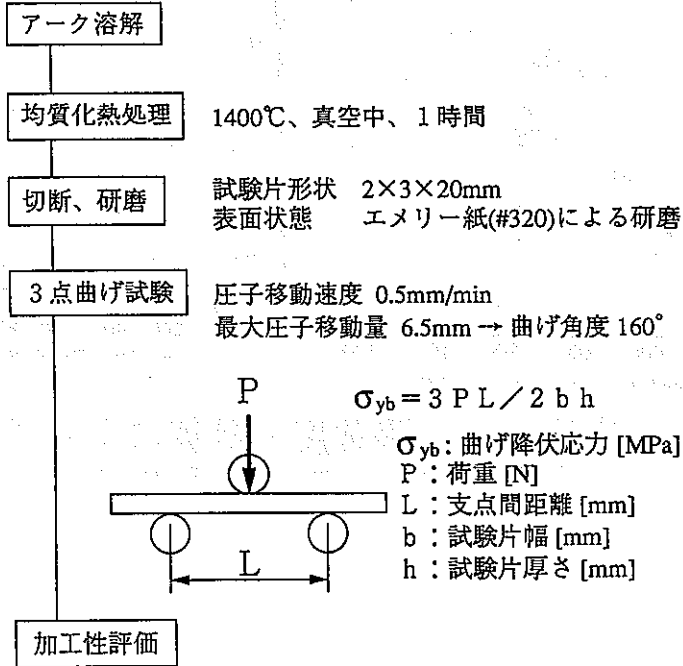 アーク溶解
均質化熱処理 1400℃、真空中、1時間
切断、研磨 試験片形状 2×3×20mm
表面状態 エメリー紙(#320)による研磨
3点曲げ試験 圧子移動速度 0.5mm/min
最大圧子移動量 6.5mm→曲げ角度 160°
P
σyb=3PL/2bh
σyb:曲げ降伏応力 [MPa]
P:荷重 [N]
L:支点間距離 [mm]
b:試験片幅 [mm]
h:試験片厚さ [mm]
L
加工性評価